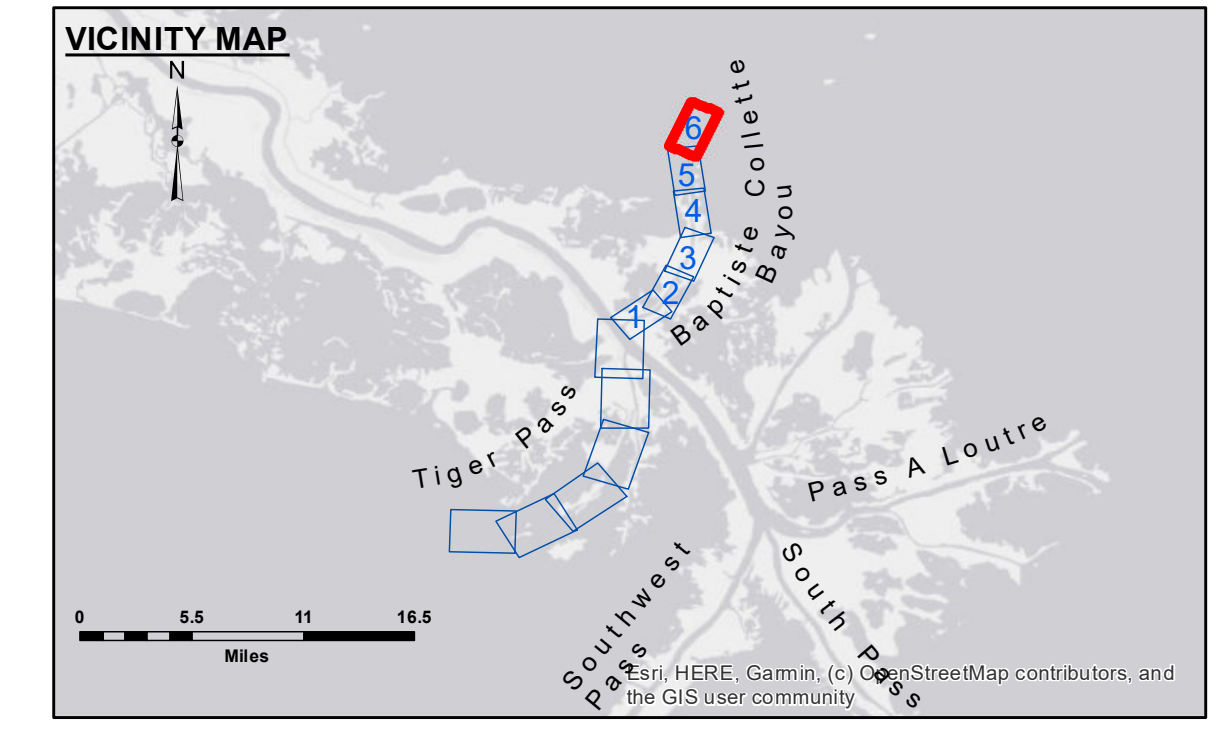 VICINITY MAP
N
6
5
4
3
2
1
Baptiste Collette
Bayou
Tiger Pass
Pass A Loutre
South Pass
Southwest
Pass
0 5.5 11 16.5
Miles
Esri, HERE, Garmin, (c) OpenStreetMap contributors, and
the GIS user community